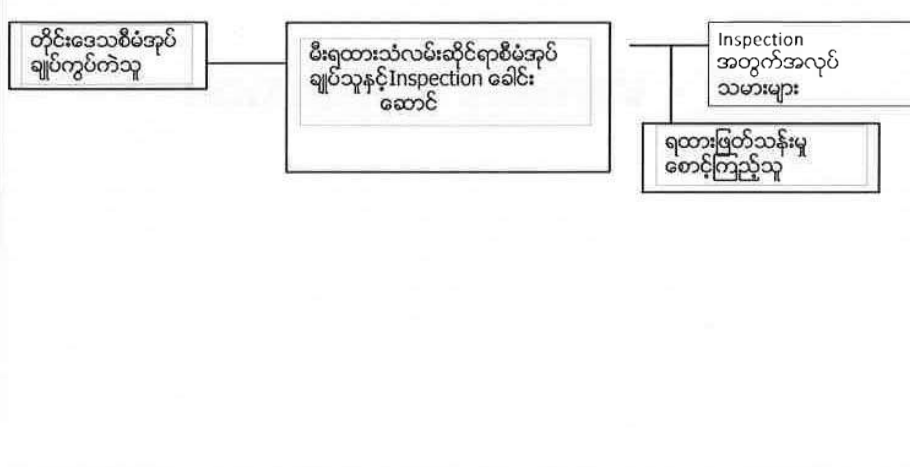 တိုင်းဒေသစီမံအုပ်
ချုပ်ကွပ်ကဲသူ
မီးရထားသံလမ်းဆိုင်ရာစီမံအုပ်
ချုပ်သူနှင့်Inspection ခေါင်း
ဆောင်
Inspection
အတွက်အလုပ်
သမားများ
ရထားဖြတ်သန်းမှု
စောင့်ကြည့်သူ